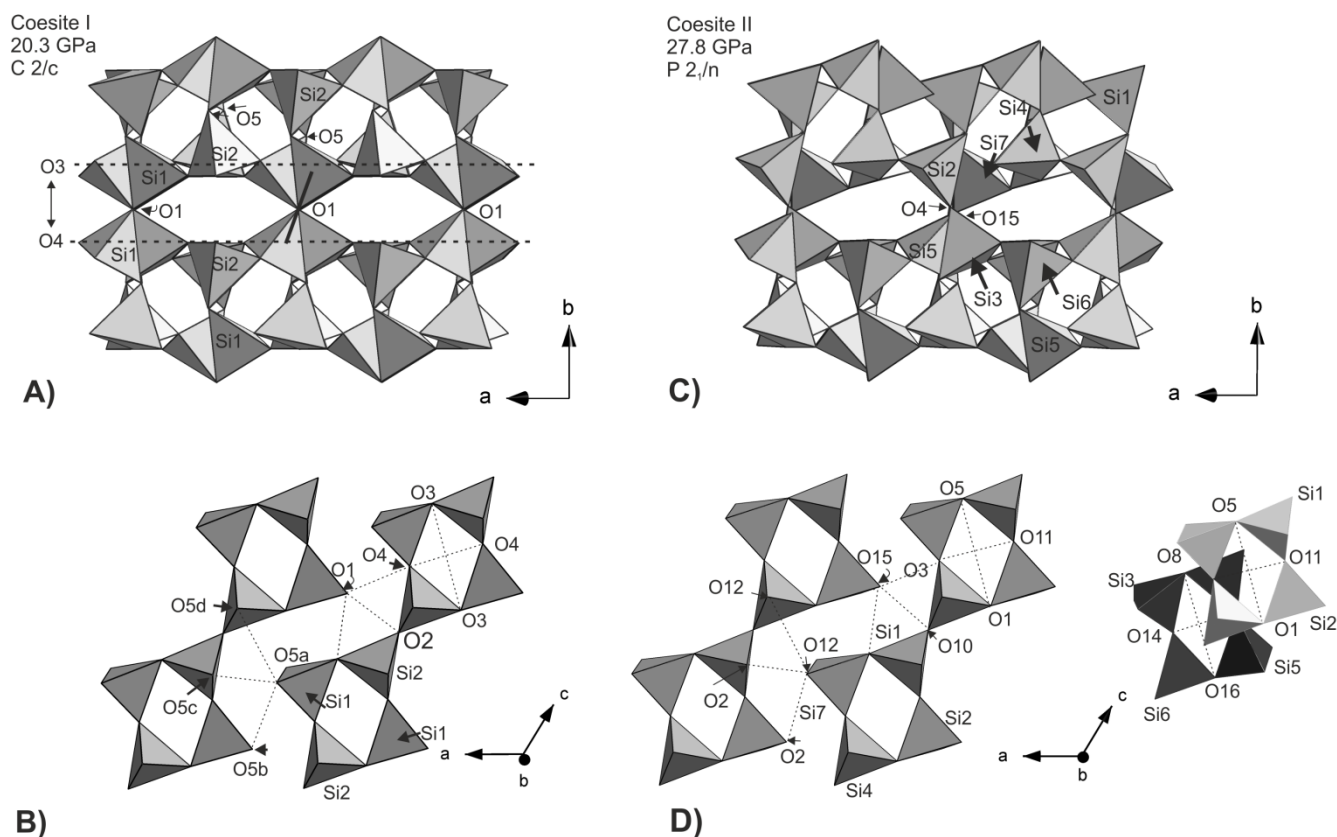 Coesite I
20.3 GPa
C 2/c
Si2
O5
O5
Si2
O3
Si1
O1
O1
O1
O4
Si1
Si2
Si1
b
a
A)
Coesite II
27.8 GPa
P 2₁/n
Si1
Si4
Si7
Si2
O4
O15
Si5
Si3
Si6
Si5
b
a
C)
O3
O4
O4
O1
O5d
O3
O2
O5a
Si2
O5c
Si1
Si1
O5b
Si2
c
a
b
B)
O5
O11
O15
O3
O12
O1
O12
Si1
O10
O2
Si7
Si2
O2
Si4
Si1
O5
O8
O11
Si3
O1
Si2
O14
Si5
O16
Si6
c
a
b
D)